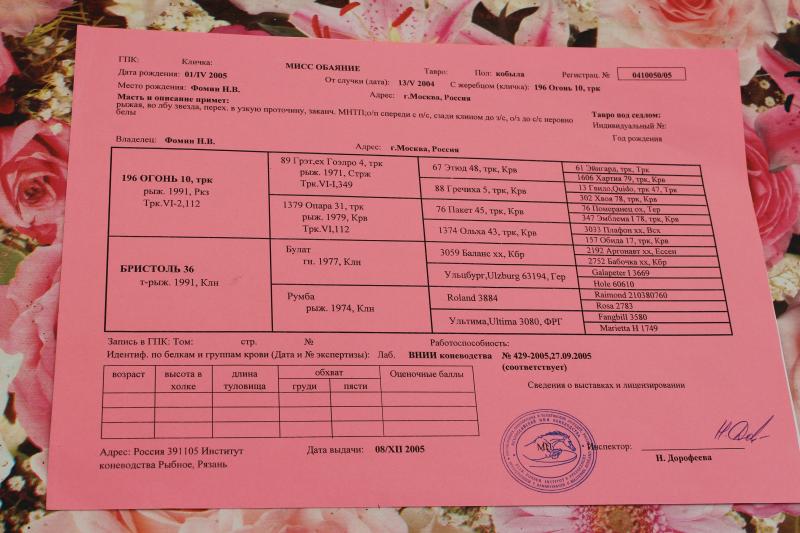 ГПК: Кличка: МИСС ОБАЯНИЕ Тавро: Пол: кобыла Регистрац. № 0410050/05
Дата рождения: 01/IV 2005 От случки (дата): 13/V 2004 С жеребцом (кличка): 196 Огонь 10, трк
Место рождения: Фомин Н.В. Адрес: г.Москва, Россия
Масть и описание примет: Тавро под седлом:
рыжая, во лбу звезда, перех. в узкую проточину, заканч. МНТП;о/п спереди с п/с, сзади клином до з/с, о/з до с/с неровно
белы
Индивидуальный №:
Год рождения
Владелец: Фомин Н.В. Адрес: г.Москва, Россия
196 ОГОНЬ 10, трк
рыж. 1991, Ркз
Трк.VI-2,112
БРИСТОЛЬ 36
т-рыж. 1991, Клн
89 Грэт,ех Гоэлро 4, трк
рыж. 1971, Стрж
Трк.VI-I,349
1379 Опара 31, трк
рыж. 1979, Крв
Трк.VI,112
Булат
гн. 1977, Клн
Румба
рыж. 1974, Клн
67 Этюд 48, трк, Крв
88 Гречиха 5, трк, Крв
76 Пакет 45, трк, Крв
1374 Ольха 43, трк, Крв
3059 Баланс хх, Кбр
Ульцбург,Ulzburg 63194, Гер
Roland 3884
Ультима,Ultima 3080, ФРГ
61 Эйнгард, трк, Трк
1606 Хартия 79, трк, Крв
13 Гвидо,Quido, трк 47, Трк
302 Хвоя 78, трк, Крв
76 Померанец ох, Тер
347 Эмблема I 78, трк, Крв
3033 Плафон хх, Всх
157 Обида 17, трк, Крв
2192 Аргонавт хх, Ессен
2752 Бабочка хх, Кбр
Galapeter I 3669
Hole 60610
Raimond 210380760
Rosa 2783
Fangbill 3580
Marietta H 1749
Запись в ГПК: Том: стр. № Работоспособность:
Идентиф. по белкам и группам крови (Дата и № экспертизы): Лаб. ВНИИ коневодства № 429-2005,27.09.2005
(соответствует)
возраст высота в холке длина туловища обхват груди пясти Оценочные баллы
Сведения о выставках и лицензировании
Адрес: Россия 391105 Институт
коневодства Рыбное, Рязань
Дата выдачи: 08/XII 2005
МП Инспектор:
Н. Дорофеева